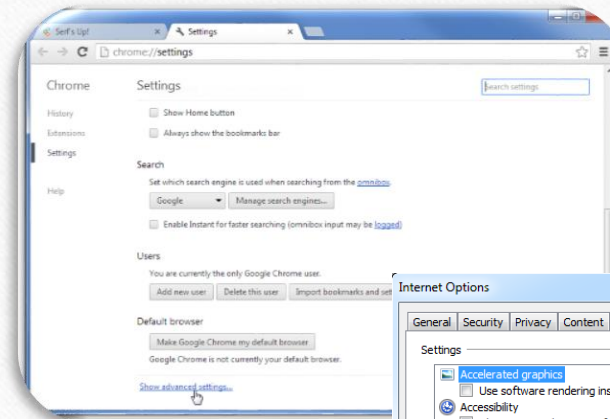 Serf's Up!
Settings
chrome://settings
Chrome
Settings
Search settings
History
Extensions
Settings
Help
Show Home button
Always show the bookmarks bar
Search
Set which search engine is used when searching from the omnibox.
Google
Manage search engines...
Enable Instant for faster searching (omnibox input may be logged)
Users
You are currently the only Google Chrome user.
Add new user
Delete this user
Import bookmarks and set
Default browser
Make Google Chrome my default browser
Google Chrome is not currently your default browser.
Show advanced settings...
Internet Options
General
Security
Privacy
Content
Settings
Accelerated graphics
Use software rendering ins
Accessibility